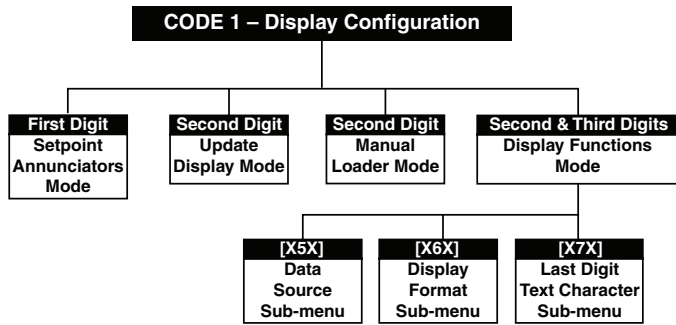 CODE 1 – Display Configuration
First Digit
Setpoint
Annunciators
Mode
Second Digit
Update
Display Mode
Second Digit
Manual
Loader Mode
Second & Third Digits
Display Functions
Mode
[X5X]
Data
Source
Sub-menu
[X6X]
Display
Format
Sub-menu
[X7X]
Last Digit
Text Character
Sub-menu